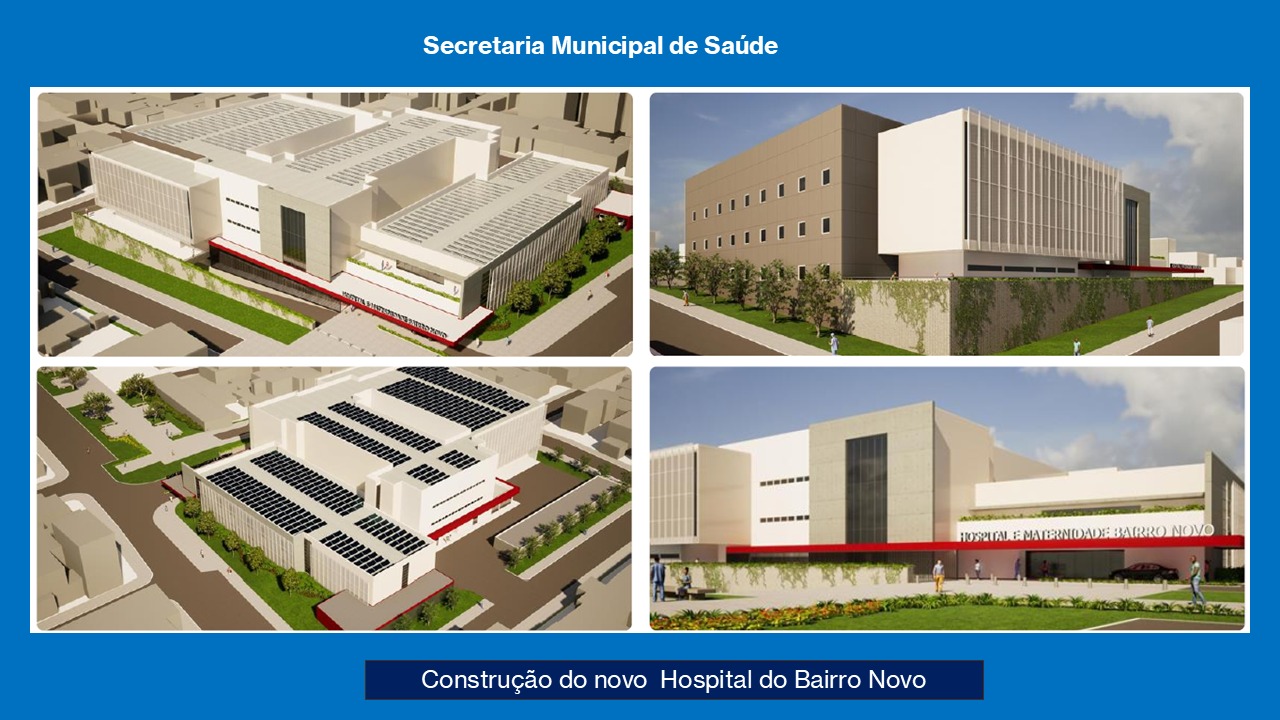 Secretaria Municipal de Saúde
HOSPITAL E MATERNIDADE BAIRRO NOVO
HOSPITAL E MATERNIDADE BAIRRO NOVO
Construção do novo  Hospital do Bairro Novo